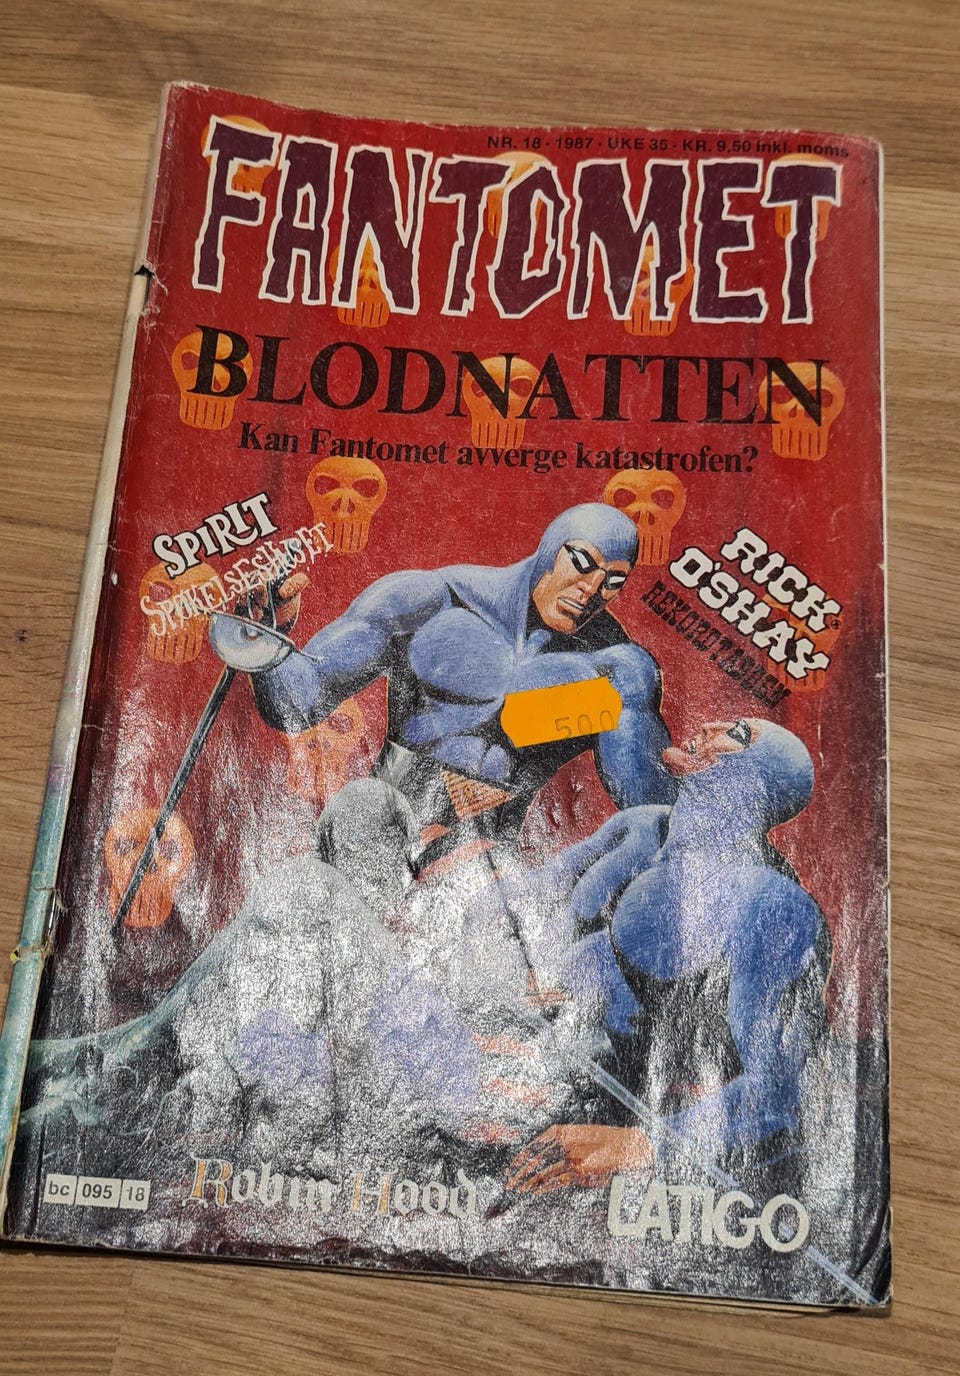 NR. 18 · 1987 · UKE 35 · KR. 9,50 inkl. moms
FANTOMET
BLODNATTEN
Kan Fantomet avverge katastrofen?
SPIRIT
SPØKELSESHUSET
RICK
O'SHAY
500
Robin Hood
LATIGO
bc 095 18